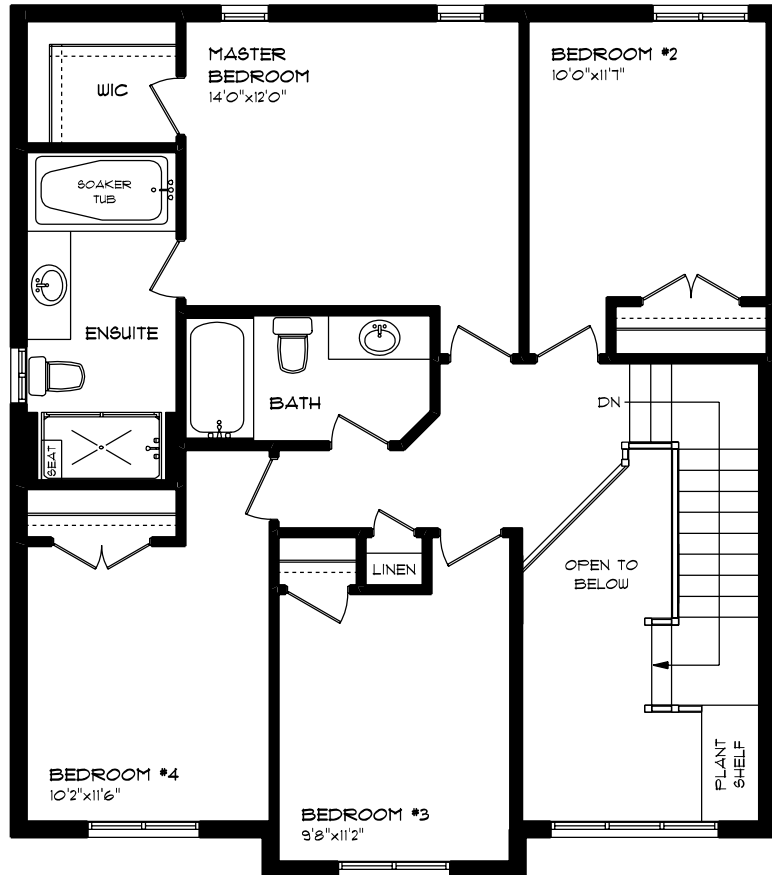 WIC
MASTER
BEDROOM
14'0"x12'0"
BEDROOM #2
10'0"x11'7"
SOAKER
TUB
ENSUITE
BATH
DN
SEAT
LINEN
OPEN TO
BELOW
BEDROOM #4
10'2"x11'6"
BEDROOM #3
9'8"x11'2"
PLANT
SHELF